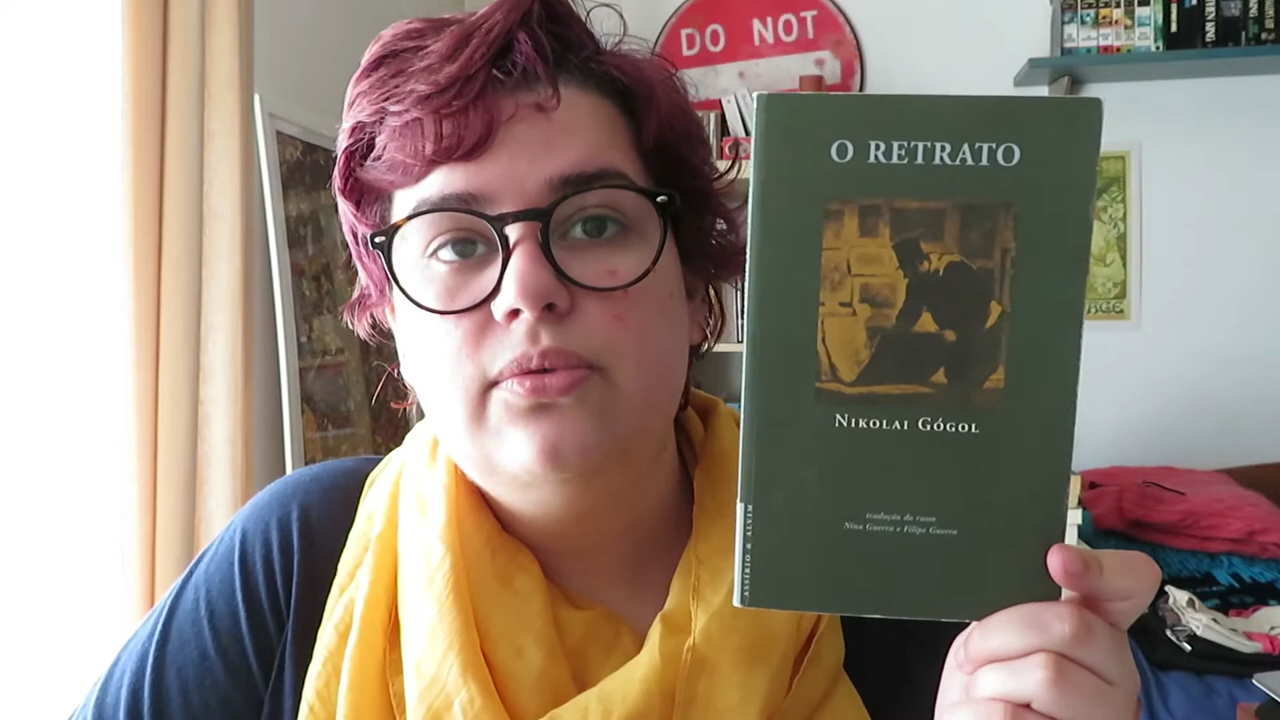 DO NOT
O RETRATO
NIKOLAI GÓGOL
tradução do russo
Nina Guerra e Filipe Guerra
ASSÍRIO & ALVIM